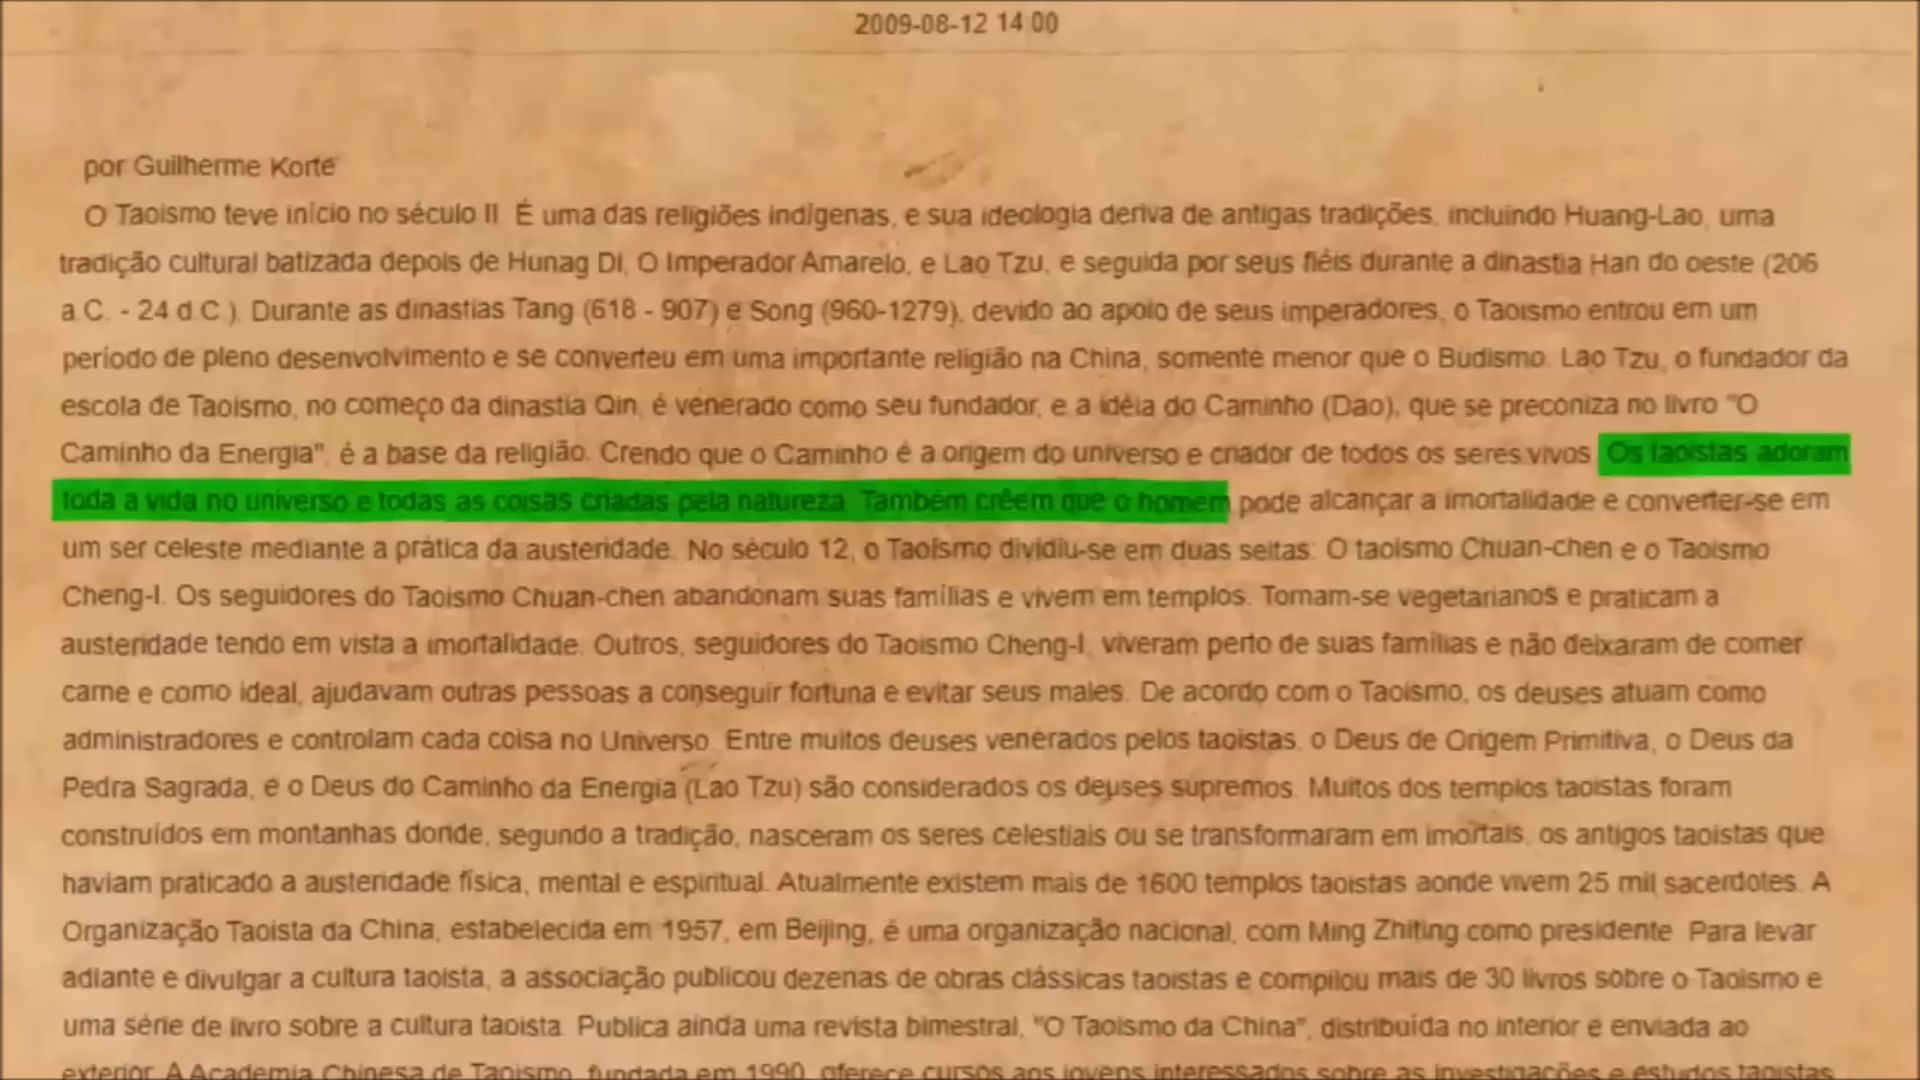 2009-08-12 14:00
por Guilherme Korte
O Taoismo teve início no século II. É uma das religiões indígenas, e sua ideologia deriva de antigas tradições, incluindo Huang-Lao, uma
tradição cultural batizada depois de Hunag Di, O Imperador Amarelo, e Lao Tzu, e seguida por seus fiéis durante a dinastia Han do oeste (206
a.C. - 24 d.C.). Durante as dinastias Tang (618 - 907) e Song (960-1279), devido ao apoio de seus imperadores, o Taoismo entrou em um
período de pleno desenvolvimento e se converteu em uma importante religião na China, somente menor que o Budismo. Lao Tzu, o fundador da
escola de Taoismo, no começo da dinastia Qin, é venerado como seu fundador, e a idéia do Caminho (Dao), que se preconiza no livro "O
Caminho da Energia", é a base da religião. Crendo que o Caminho é a origem do universo e criador de todos os seres vivos. Os taoistas adoram
toda a vida no universo e todas as coisas criadas pela natureza. Também crêem que o homem pode alcançar a imortalidade e converter-se em
um ser celeste mediante a prática da austeridade. No século 12, o Taoismo dividiu-se em duas seitas: O taoismo Chuan-chen e o Taoismo
Cheng-I. Os seguidores do Taoismo Chuan-chen abandonam suas famílias e vivem em templos. Tornam-se vegetarianos e praticam a
austeridade tendo em vista a imortalidade. Outros, seguidores do Taoismo Cheng-I, viveram perto de suas famílias e não deixaram de comer
carne e como ideal, ajudavam outras pessoas a conseguir fortuna e evitar seus males. De acordo com o Taoismo, os deuses atuam como
administradores e controlam cada coisa no Universo. Entre muitos deuses venerados pelos taoistas, o Deus de Origem Primitiva, o Deus da
Pedra Sagrada, e o Deus do Caminho da Energia (Lao Tzu) são considerados os deuses supremos. Muitos dos templos taoistas foram
construídos em montanhas donde, segundo a tradição, nasceram os seres celestiais ou se transformaram em imortais, os antigos taoistas que
haviam praticado a austeridade física, mental e espiritual. Atualmente existem mais de 1600 templos taoistas aonde vivem 25 mil sacerdotes. A
Organização Taoista da China, estabelecida em 1957, em Beijing, é uma organização nacional, com Ming Zhiting como presidente. Para levar
adiante e divulgar a cultura taoista, a associação publicou dezenas de obras clássicas taoistas e compilou mais de 30 livros sobre o Taoismo e
uma série de livro sobre a cultura taoista. Publica ainda uma revista bimestral, "O Taoismo da China", distribuída no interior e enviada ao
exterior. A Academia Chinesa de Taoismo, fundada em 1990, oferece cursos aos jovens interessados sobre as investigações e estudos taoistas